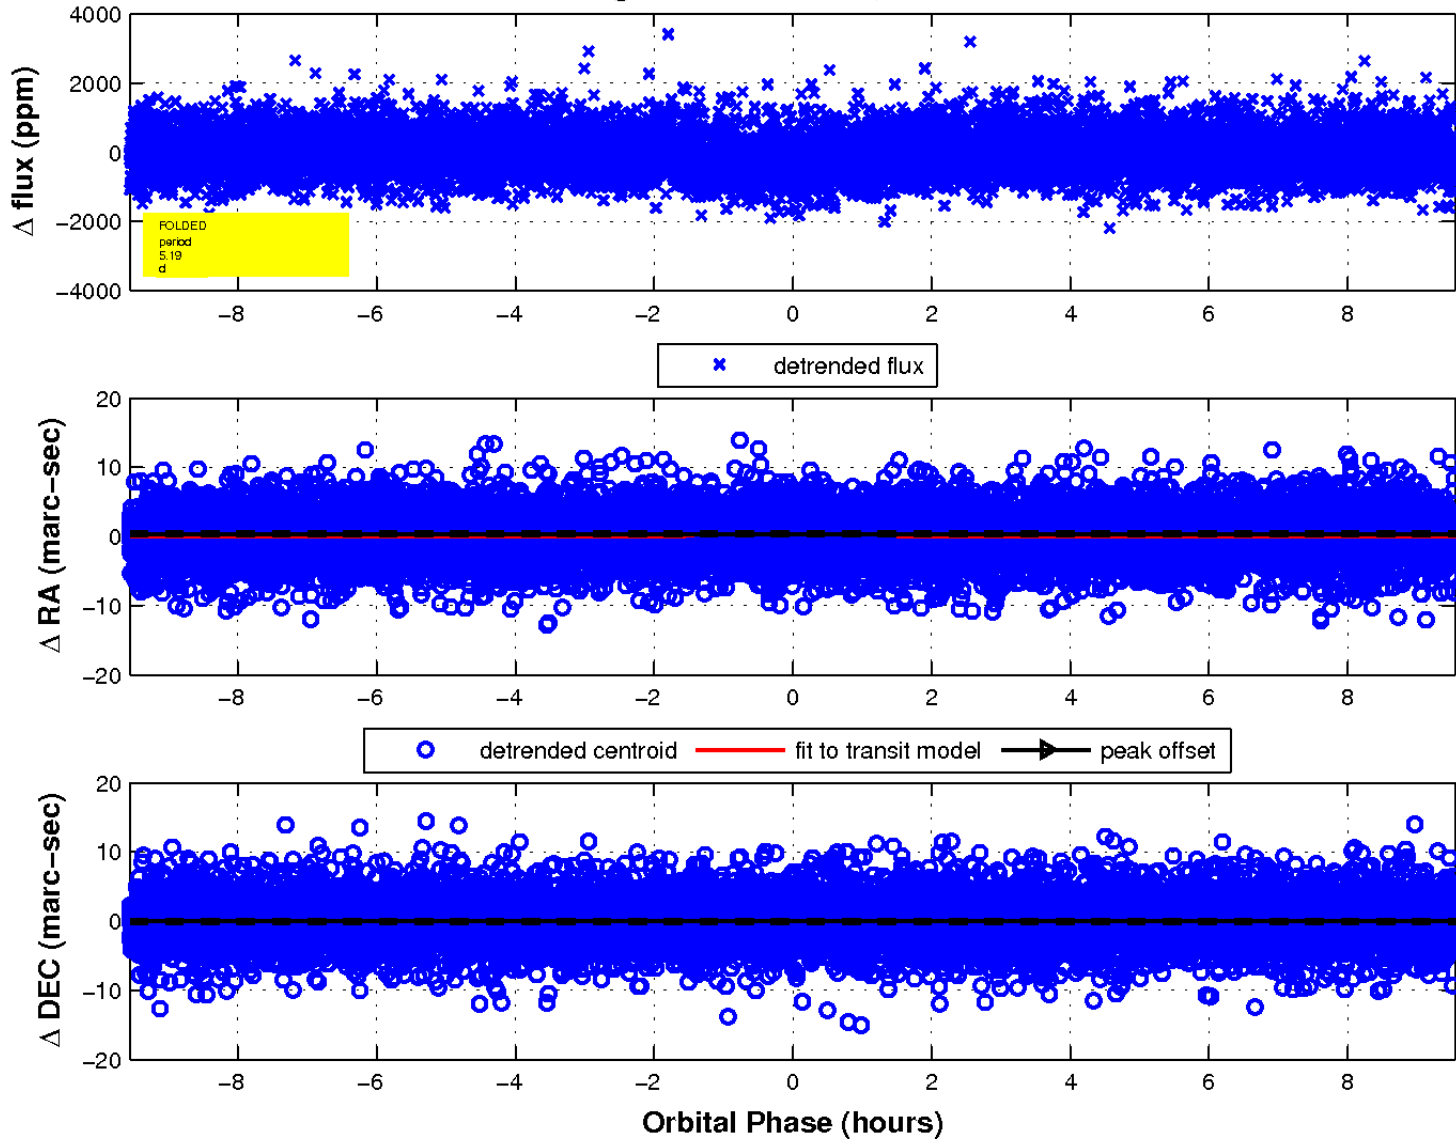 4000
2000
0
−2000
−4000
Δ flux (ppm)
FOLDED
period
5.19
d
−8 −6 −4 −2 0 2 4 6 8
detrended flux
20
10
0
−10
−20
Δ RA (marc−sec)
−8 −6 −4 −2 0 2 4 6 8
detrended centroid fit to transit model peak offset
20
10
0
−10
−20
Δ DEC (marc−sec)
−8 −6 −4 −2 0 2 4 6 8
Orbital Phase (hours)